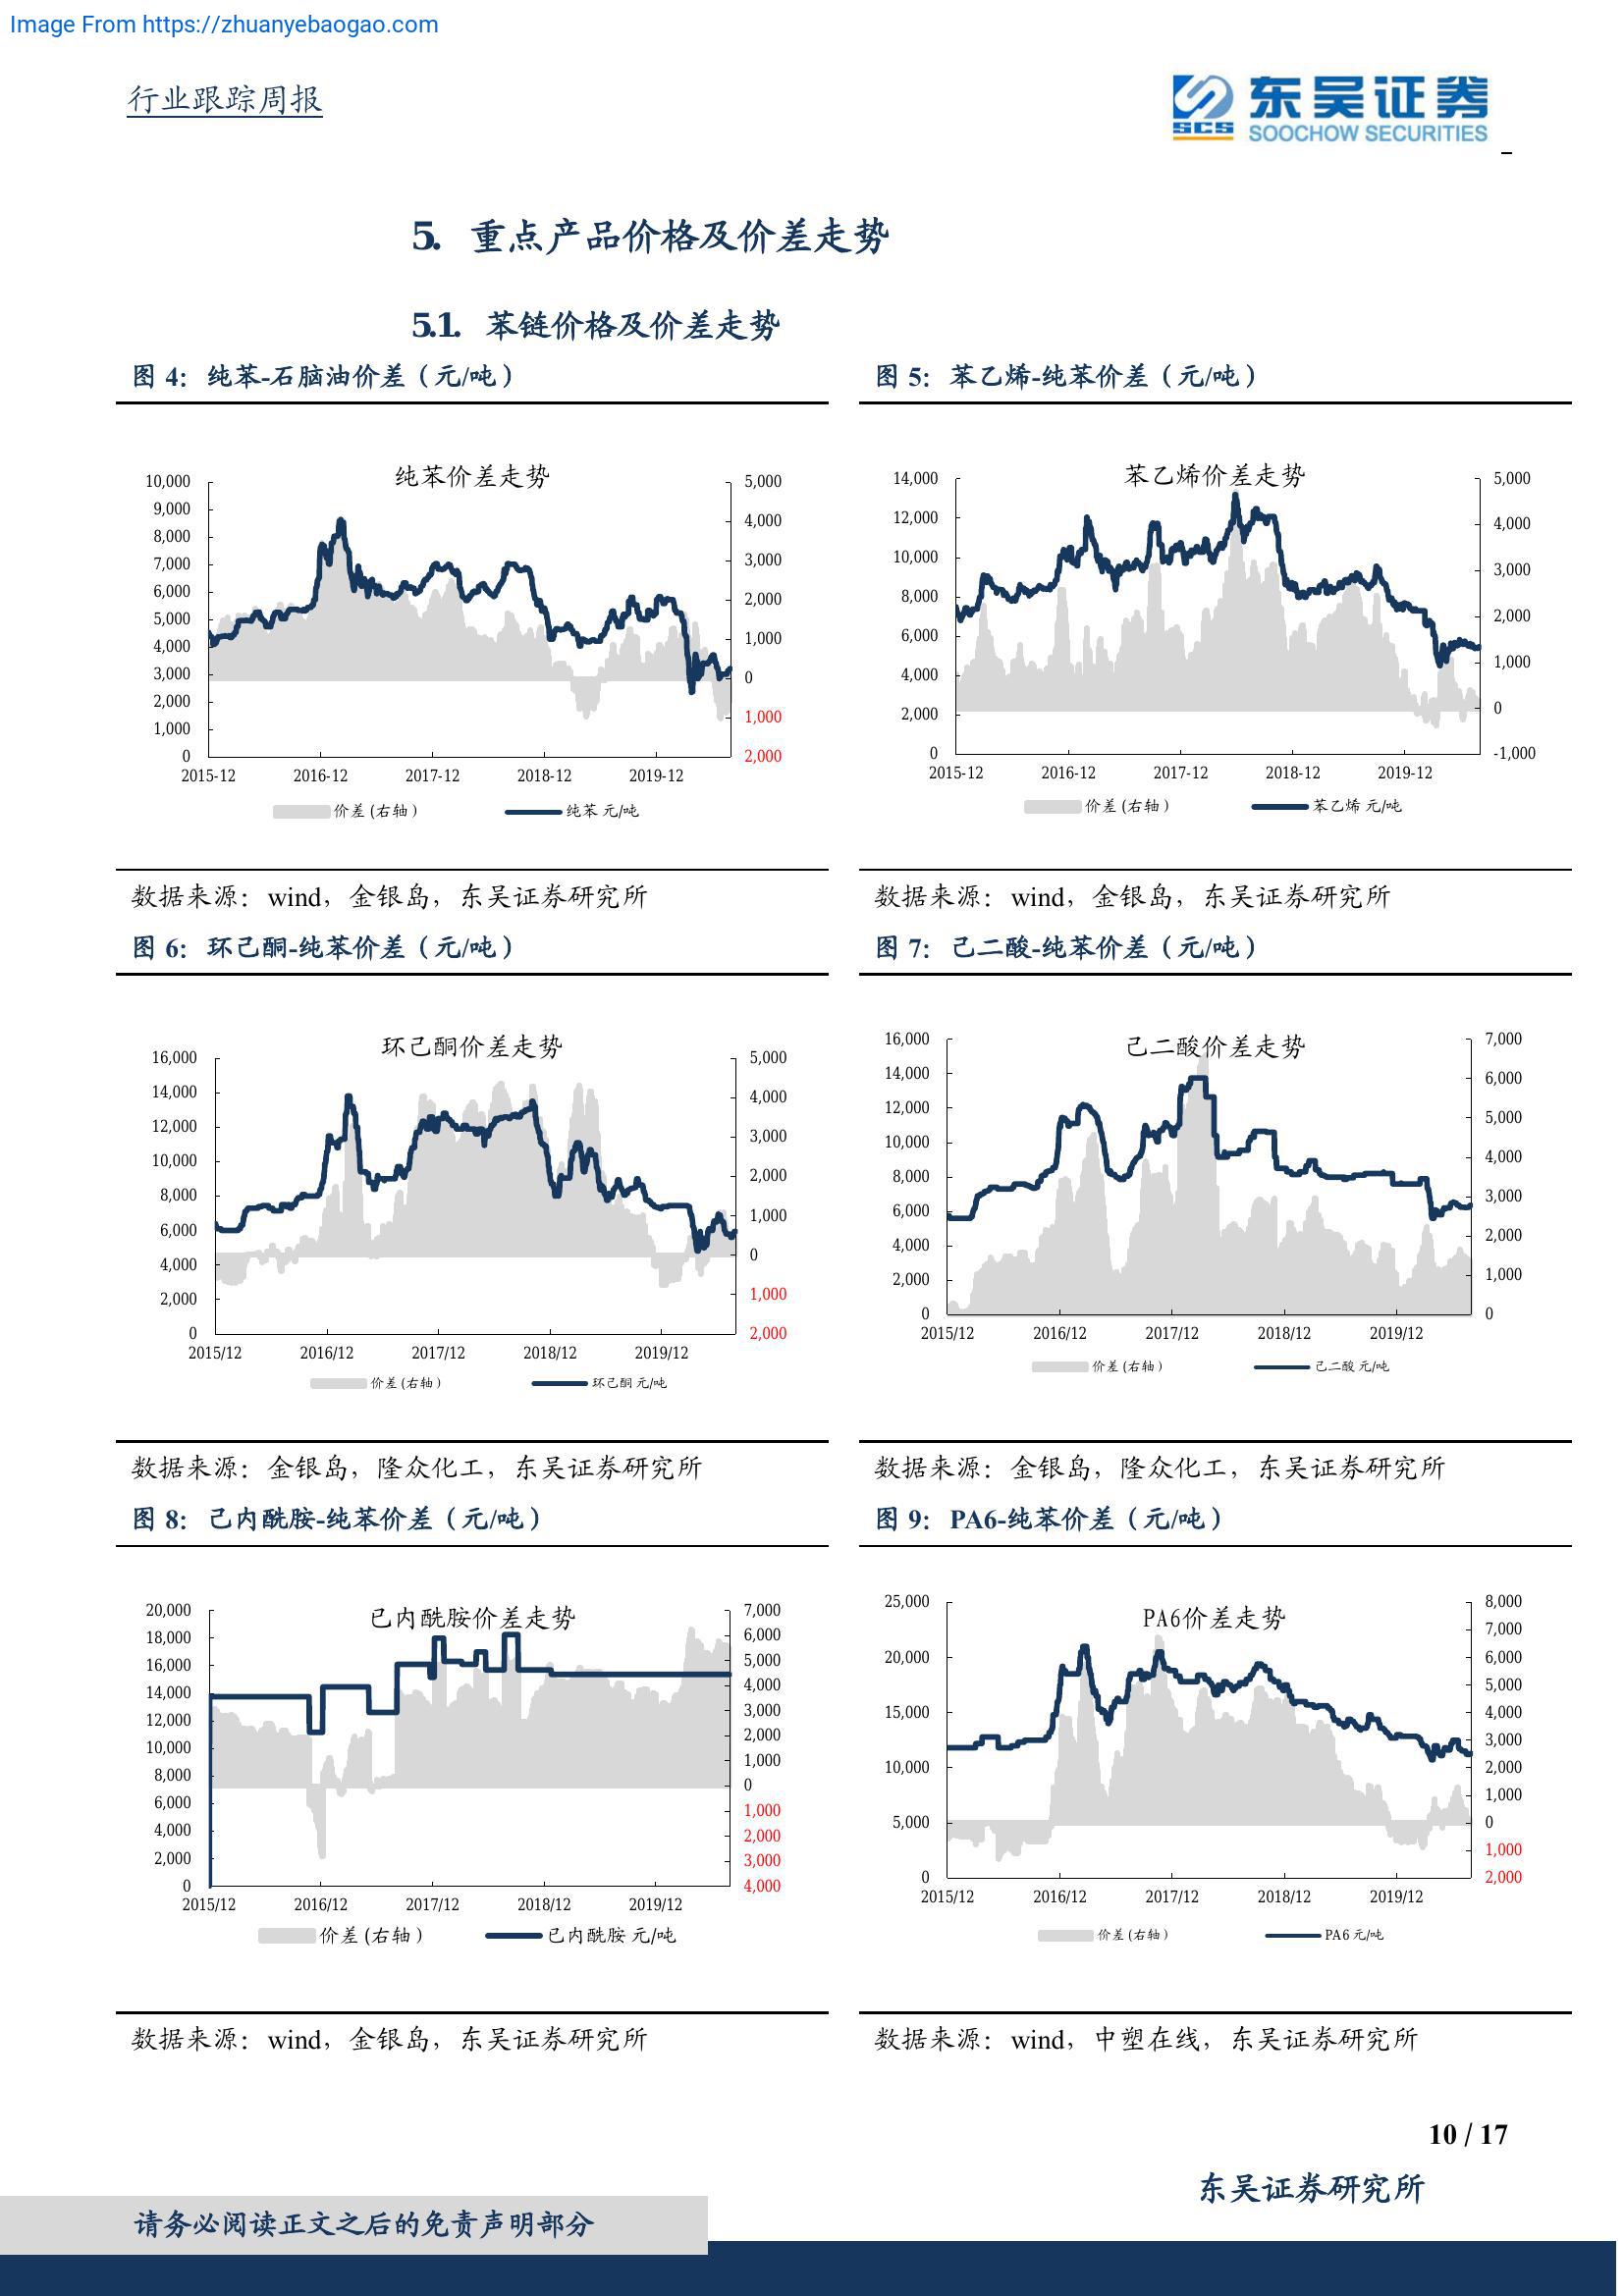 Image From https://zhuanyebaogao.com
行业跟踪周报
SCS 东吴证券
SOOCHOW SECURITIES
5. 重点产品价格及价差走势
5.1. 苯链价格及价差走势
图 4: 纯苯-石脑油价差（元/吨）
纯苯价差走势
10,000
9,000
8,000
7,000
6,000
5,000
4,000
3,000
2,000
1,000
0
5,000
4,000
3,000
2,000
1,000
0
1,000
2,000
2015-12 2016-12 2017-12 2018-12 2019-12
价差 (右轴 ) 纯苯 元/吨
数据来源：wind，金银岛，东吴证券研究所
图 5: 苯乙烯-纯苯价差（元/吨）
苯乙烯价差走势
14,000
12,000
10,000
8,000
6,000
4,000
2,000
0
5,000
4,000
3,000
2,000
1,000
0
-1,000
2015-12 2016-12 2017-12 2018-12 2019-12
价差 (右轴 ) 苯乙烯 元/吨
数据来源：wind，金银岛，东吴证券研究所
图 6: 环己酮-纯苯价差（元/吨）
环己酮价差走势
16,000
14,000
12,000
10,000
8,000
6,000
4,000
2,000
0
5,000
4,000
3,000
2,000
1,000
0
1,000
2,000
2015/12 2016/12 2017/12 2018/12 2019/12
价差 (右轴 ) 环己酮 元/吨
数据来源：金银岛，隆众化工，东吴证券研究所
图 7: 己二酸-纯苯价差（元/吨）
己二酸价差走势
16,000
14,000
12,000
10,000
8,000
6,000
4,000
2,000
0
7,000
6,000
5,000
4,000
3,000
2,000
1,000
0
2015/12 2016/12 2017/12 2018/12 2019/12
价差 (右轴 ) 己二酸 元/吨
数据来源：金银岛，隆众化工，东吴证券研究所
图 8: 己内酰胺-纯苯价差（元/吨）
己内酰胺价差走势
20,000
18,000
16,000
14,000
12,000
10,000
8,000
6,000
4,000
2,000
0
7,000
6,000
5,000
4,000
3,000
2,000
1,000
0
1,000
2,000
3,000
4,000
2015/12 2016/12 2017/12 2018/12 2019/12
价差 (右轴 ) 己内酰胺 元/吨
数据来源：wind，金银岛，东吴证券研究所
图 9: PA6-纯苯价差（元/吨）
PA6价差走势
25,000
20,000
15,000
10,000
5,000
0
8,000
7,000
6,000
5,000
4,000
3,000
2,000
1,000
0
1,000
2,000
2015/12 2016/12 2017/12 2018/12 2019/12
价差 (右轴 ) PA6 元/吨
数据来源：wind，中塑在线，东吴证券研究所
10 / 17
东吴证券研究所
请务必阅读正文之后的免责声明部分